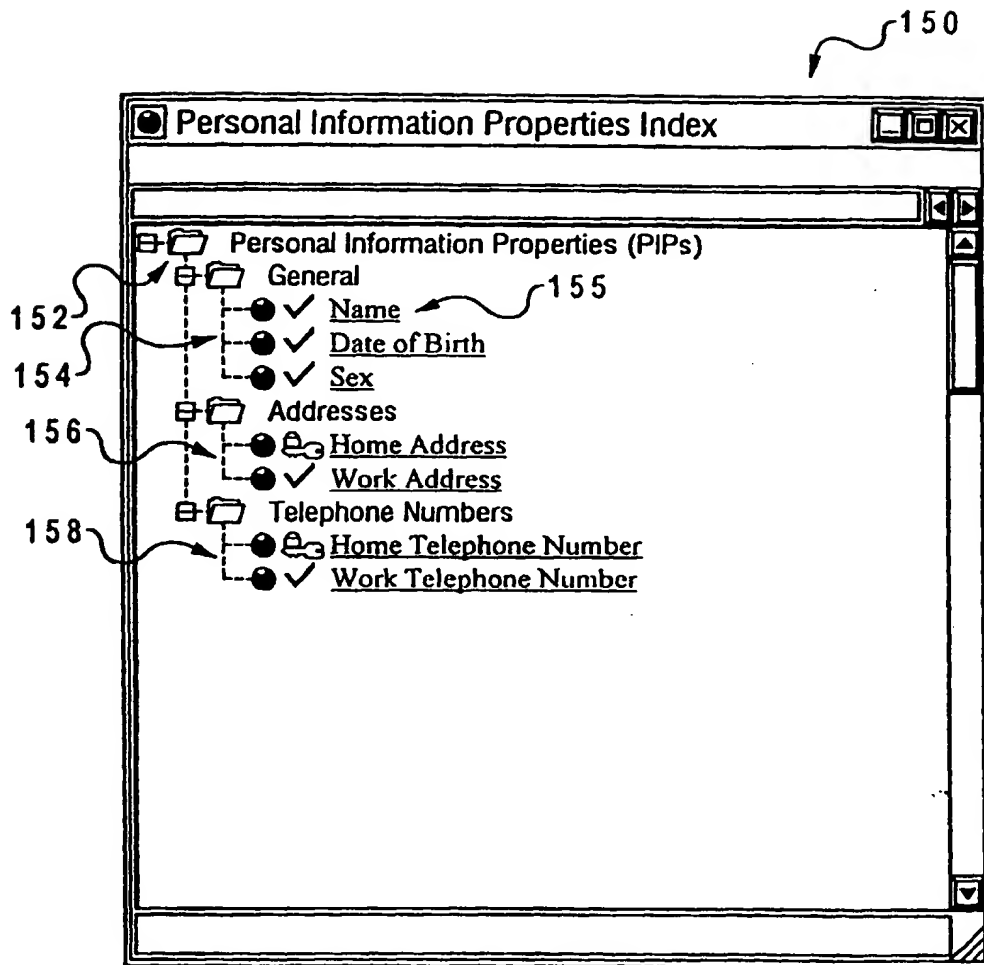 150
Personal Information Properties Index
Personal Information Properties (PIPs)
152
General
155
Name
154
Date of Birth
Sex
Addresses
156
Home Address
Work Address
158
Telephone Numbers
Home Telephone Number
Work Telephone Number